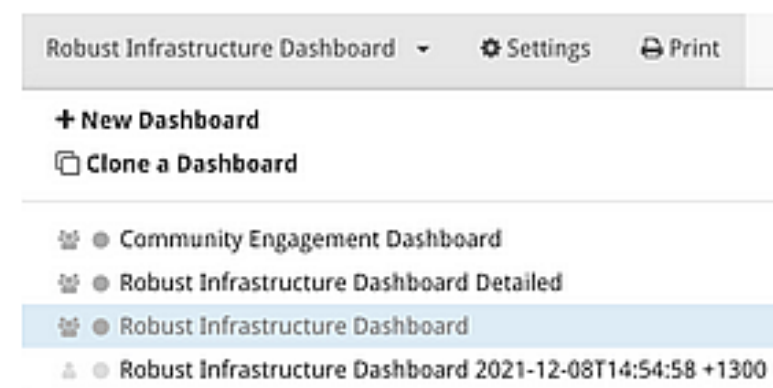 Robust Infrastructure Dashboard Settings Print
New Dashboard
Clone a Dashboard
Community Engagement Dashboard
Robust Infrastructure Dashboard Detailed
Robust Infrastructure Dashboard
Robust Infrastructure Dashboard 2021-12-08T14:54:58 +1300